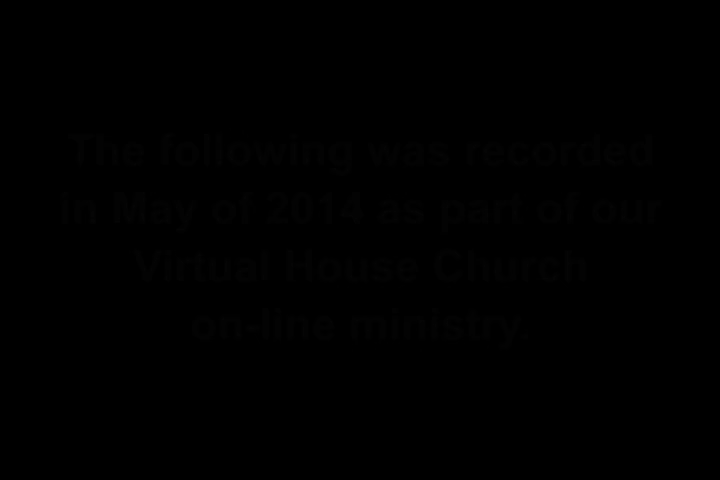 The following was recorded
in May of 2014 as part of our
Virtual House Church
on-line ministry.